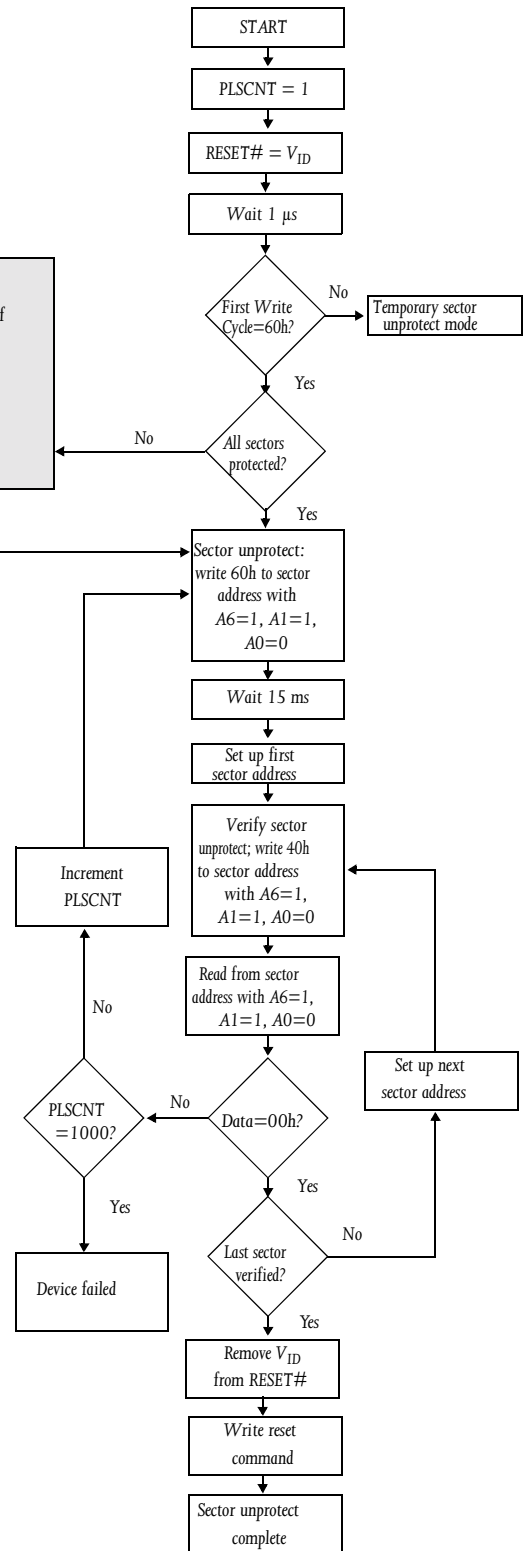 START
PLSCNT = 1
RESET# = VID
Wait 1 µs
First Write
Cycle=60h?
No
Temporary sector
unprotect mode
Yes
f
All sectors
protected?
No
Yes
Sector unprotect:
write 60h to sector
address with
A6=1, A1=1,
A0=0
Wait 15 ms
Set up first
sector address
Verify sector
unprotect; write 40h
to sector address
with A6=1,
A1=1, A0=0
Increment
PLSCNT
Read from sector
address with A6=1,
A1=1, A0=0
No
Set up next
sector address
PLSCNT
=1000?
No
Data=00h?
Yes
Yes
Last sector
verified?
No
Device failed
Yes
Remove VID
from RESET#
Write reset
command
Sector unprotect
complete